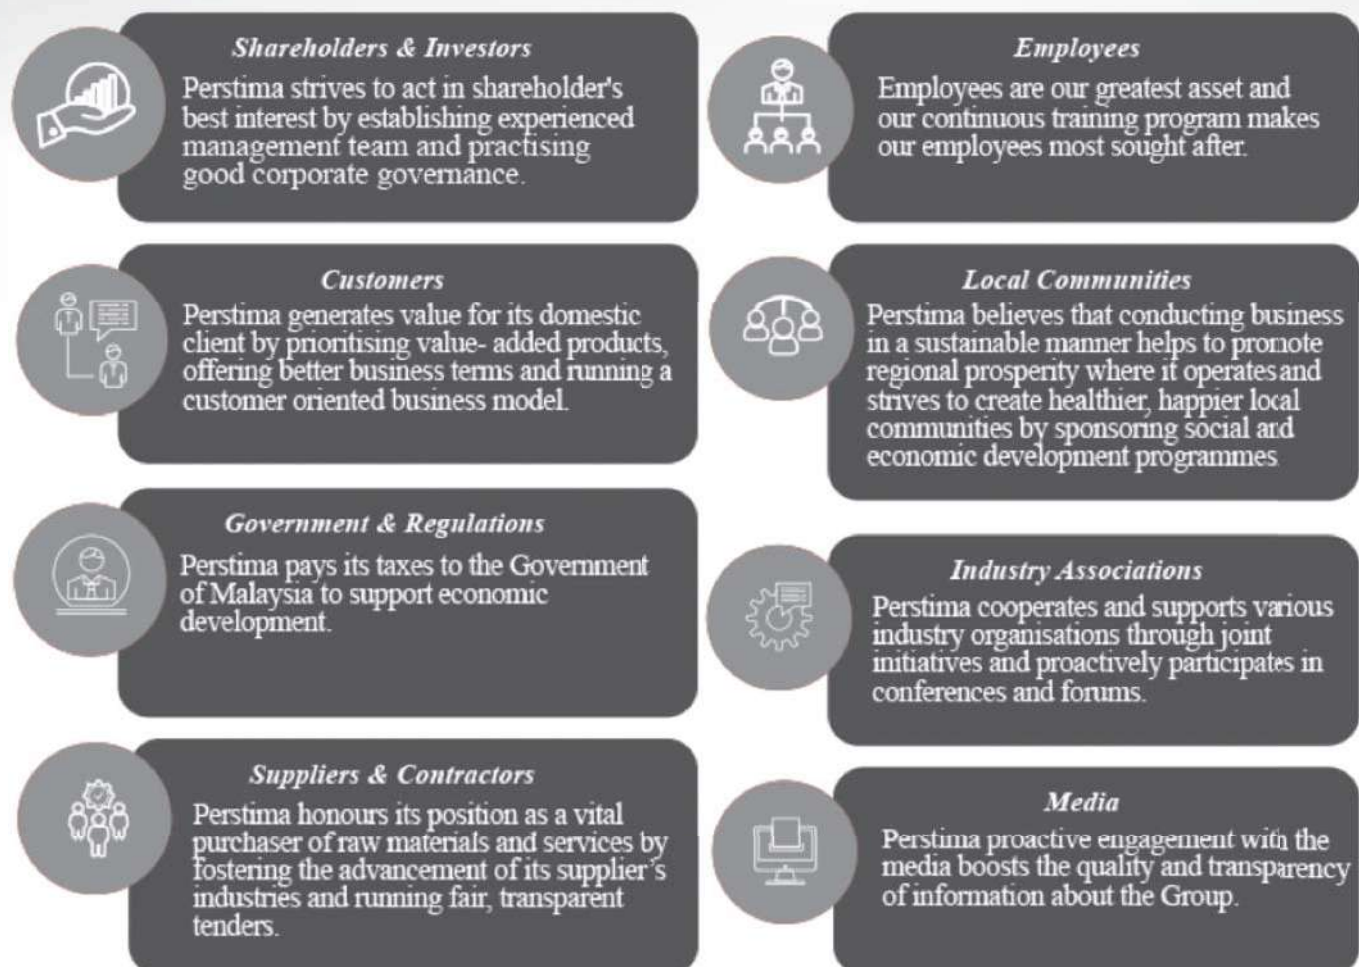 Shareholders & Investors
Perstima strives to act in shareholder's
best interest by establishing experienced
management team and practising
good corporate governance.
Employees
Employees are our greatest asset and
our continuous training program makes
our employees most sought after.
Customers
Perstima generates value for its domestic
client by prioritising value- added products,
offering better business terms and running a
customer oriented business model.
Local Communities
Perstima believes that conducting business
in a sustainable manner helps to promote
regional prosperity where it operates and
strives to create healthier, happier local
communities by sponsoring social and
economic development programmes
Government & Regulations
Perstima pays its taxes to the Government
of Malaysia to support economic
development.
Industry Associations
Perstima cooperates and supports various
industry organisations through joint
initiatives and proactively participates in
conferences and forums.
Suppliers & Contractors
Perstima honours its position as a vital
purchaser of raw materials and services by
fostering the advancement of its supplier's
industries and running fair, transparent
tenders.
Media
Perstima proactive engagement with the
media boosts the quality and transparency
of information about the Group.